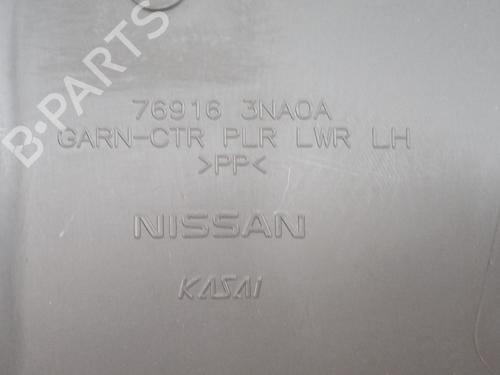 B-PARTS
76916 3NA0A
GARN-CTR PLR LWR LH
>PP<
NISSAN
KASAI